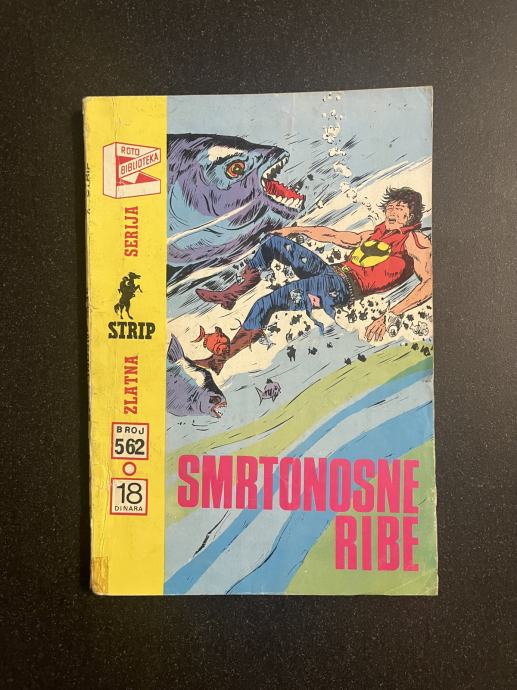 ROTO
BIBLIOTEKA
ZLATNA
STRIP
SERIJA
BROJ
562
18
DINARA
SMRTONOSNE
RIBE